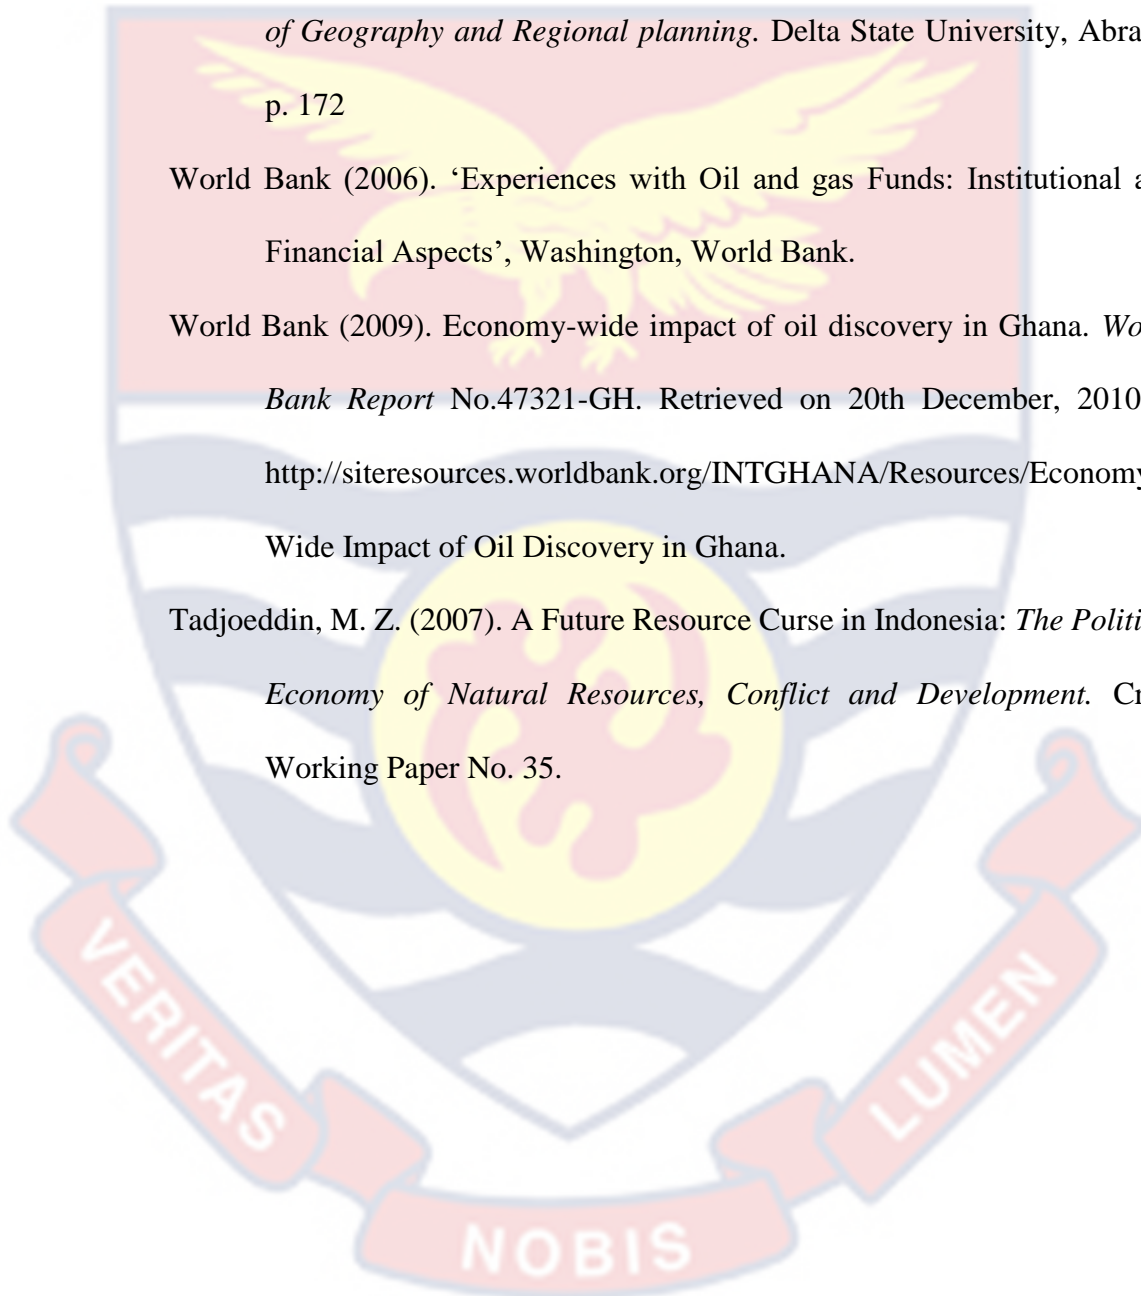 of Geography and Regional planning. Delta State University, Abra
p. 172
World Bank (2006). ‘Experiences with Oil and gas Funds: Institutional a
Financial Aspects’, Washington, World Bank.
World Bank (2009). Economy-wide impact of oil discovery in Ghana. Wo
Bank Report No.47321-GH. Retrieved on 20th December, 2010
http://siteresources.worldbank.org/INTGHANA/Resources/Economy
Wide Impact of Oil Discovery in Ghana.
Tadjoeddin, M. Z. (2007). A Future Resource Curse in Indonesia: The Politi
Economy of Natural Resources, Conflict and Development. Cr
Working Paper No. 35.
VERITAS
NOBIS
LUMEN